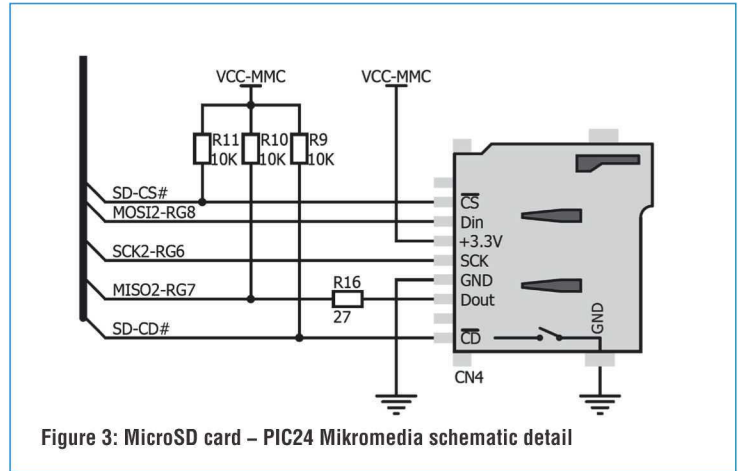 VCC-MMC
VCC-MMC
R11
10K
R10
10K
R9
10K
SD-CS#
MOSI2-RG8
SCK2-RG6
MISO2-RG7
SD-CD#
R16
27
CS
Din
+3.3V
SCK
GND
Dout
CD
GND
CN4
Figure 3: MicroSD card – PIC24 Mikromedia schematic detail